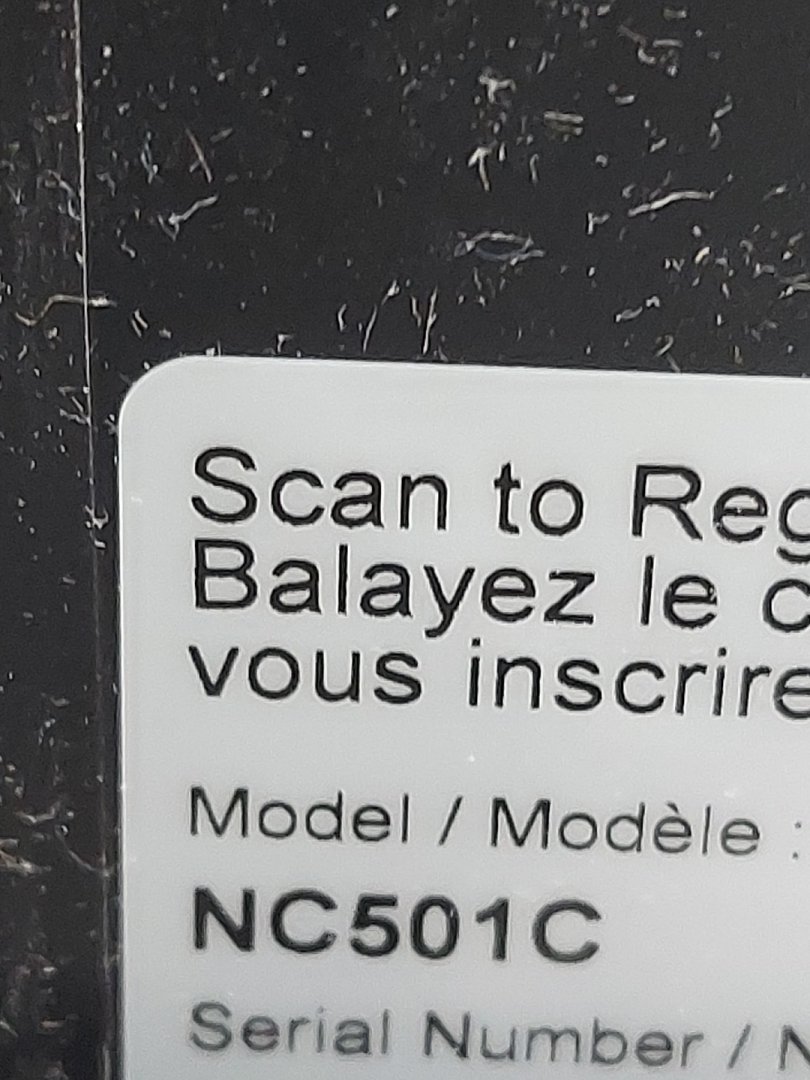 Scan to Reg
Balayez le c
vous inscrire
Model / Modèle :
NC501C
Serial Number / N